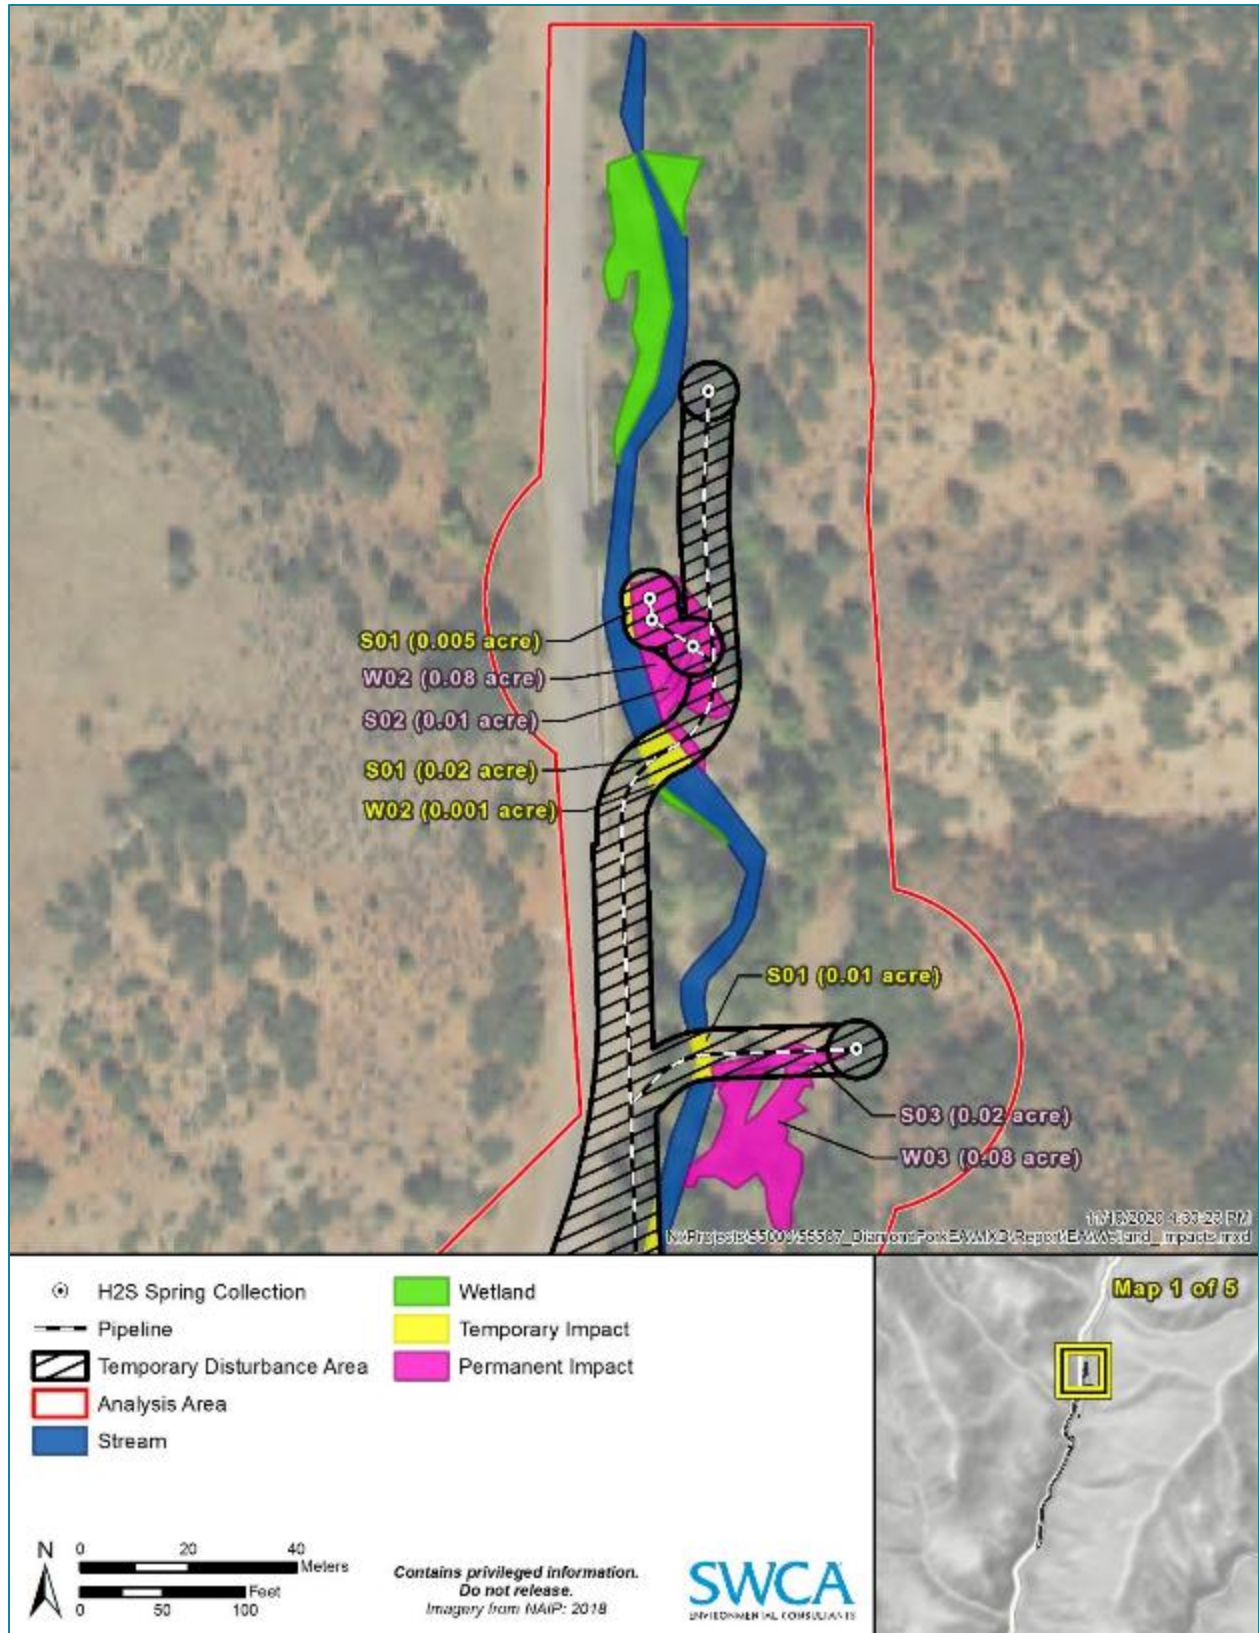 S01 (0.005 acre)
W02 (0.08 acre)
S02 (0.01 acre)
S01 (0.02 acre)
W02 (0.001 acre)
S01 (0.01 acre)
S03 (0.02 acre)
W03 (0.08 acre)
H2S Spring Collection
Pipeline
Temporary Disturbance Area
Analysis Area
Stream
Wetland
Temporary Impact
Permanent Impact
Map 1 of 5
N
0 20 40
Meters
Feet
0 50 100
Contains privileged information.
Do not release.
Imagery from NAIP: 2018
SWCA
ENVIRONMENTAL CONSULTANTS